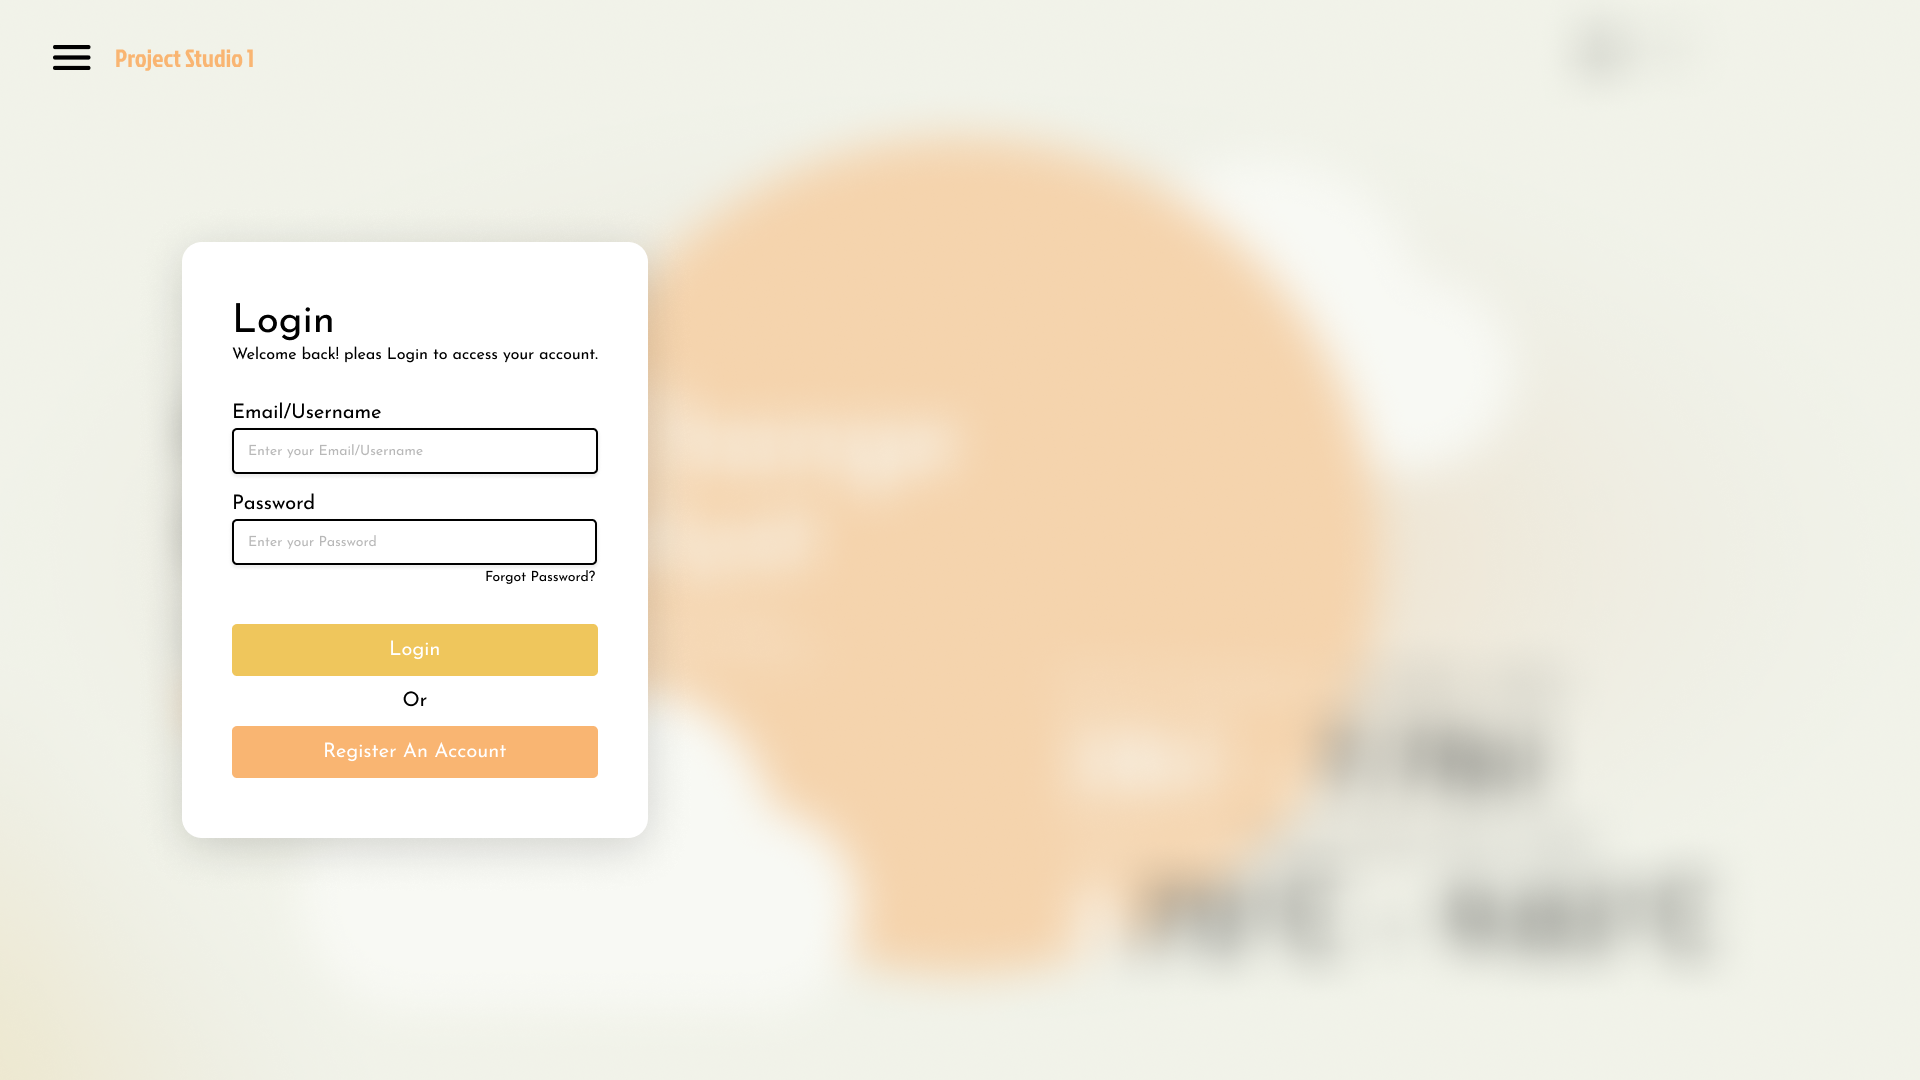 Project Studio 1
Login
Welcome back! pleas Login to access your account.
Email/Username
Enter your Email/Username
Password
Enter your Password
Forgot Password?
Login
Or
Register An Account